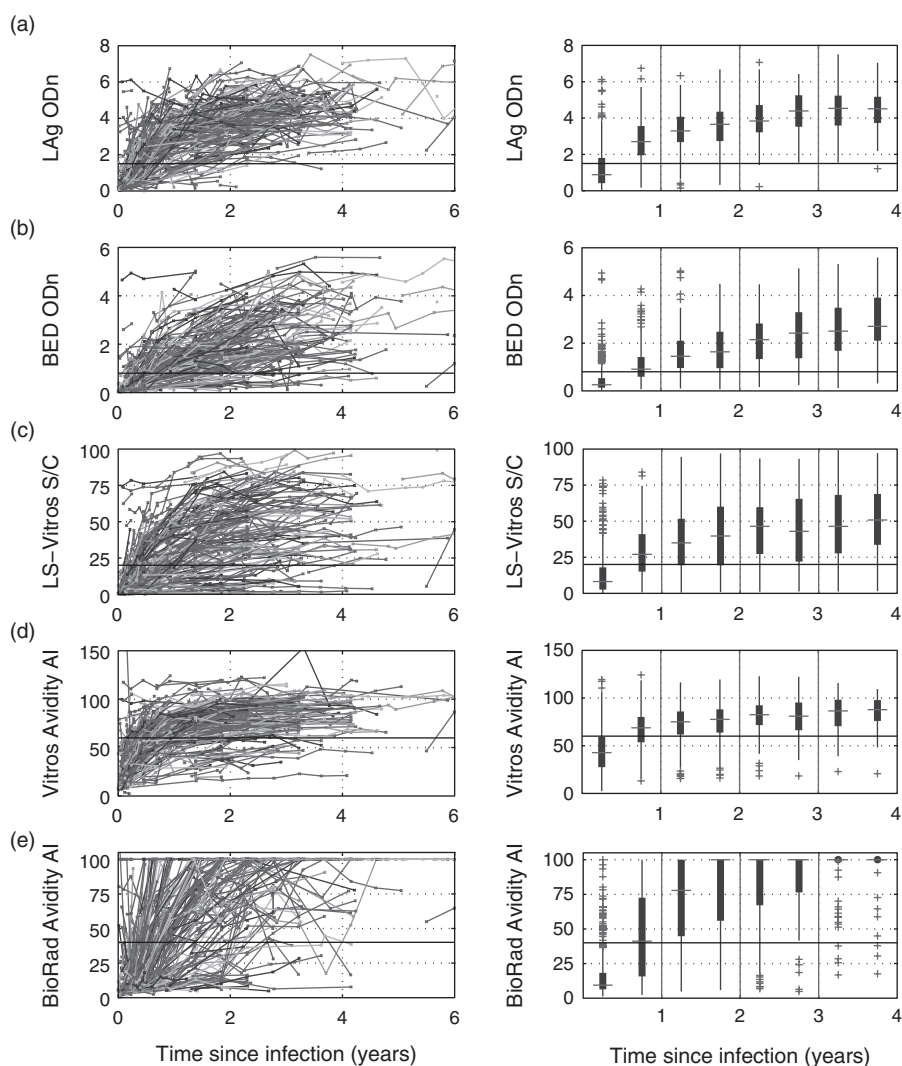 (a)
LAg ODn
8
6
4
2
0
0 2 4 6
LAg ODn
8
6
4
2
0
1 2 3 4
(b)
BED ODn
6
4
2
0
0 2 4 6
BED ODn
6
4
2
0
1 2 3 4
(c)
LS–Vitros S/C
100
75
50
25
0
0 2 4 6
LS–Vitros S/C
100
75
50
25
0
1 2 3 4
(d)
Vitros Avidity AI
150
100
50
0
0 2 4 6
Vitros Avidity AI
150
100
50
0
1 2 3 4
(e)
BioRad Avidity AI
100
75
50
25
0
0 2 4 6
Time since infection (years)
BioRad Avidity AI
100
75
50
25
0
1 2 3 4
Time since infection (years)